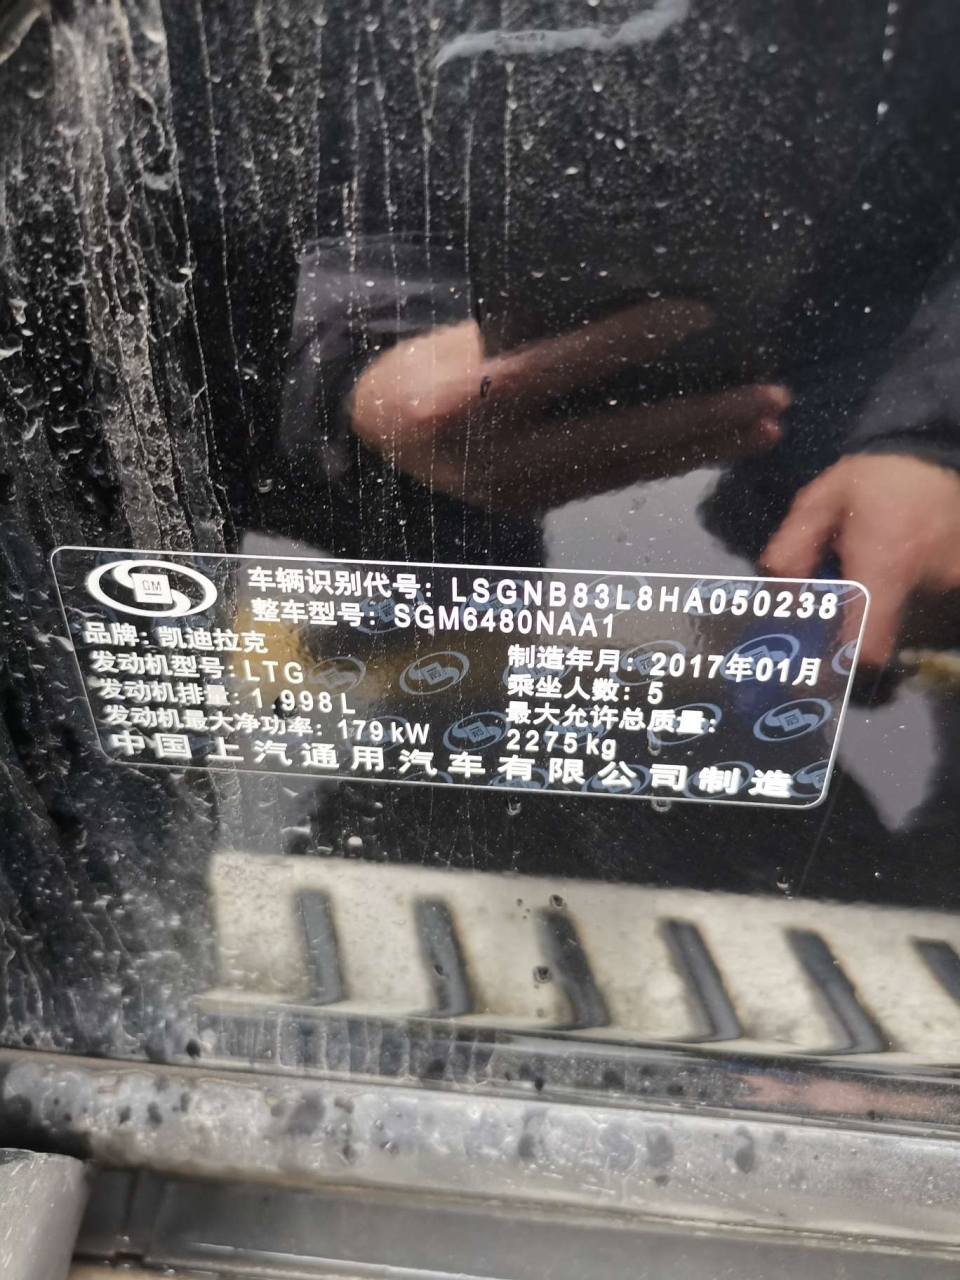 GM
车辆识别代号：LSGNB83L8HA050238
整车型号：SGM6480NAA1
品牌：凯迪拉克
发动机型号：LTG
制造年月：2017年01月
发动机排量：1.998L
乘坐人数：5
发动机最大净功率：179kW
最大允许总质量：
2275kg
中国上汽通用汽车有限公司制造